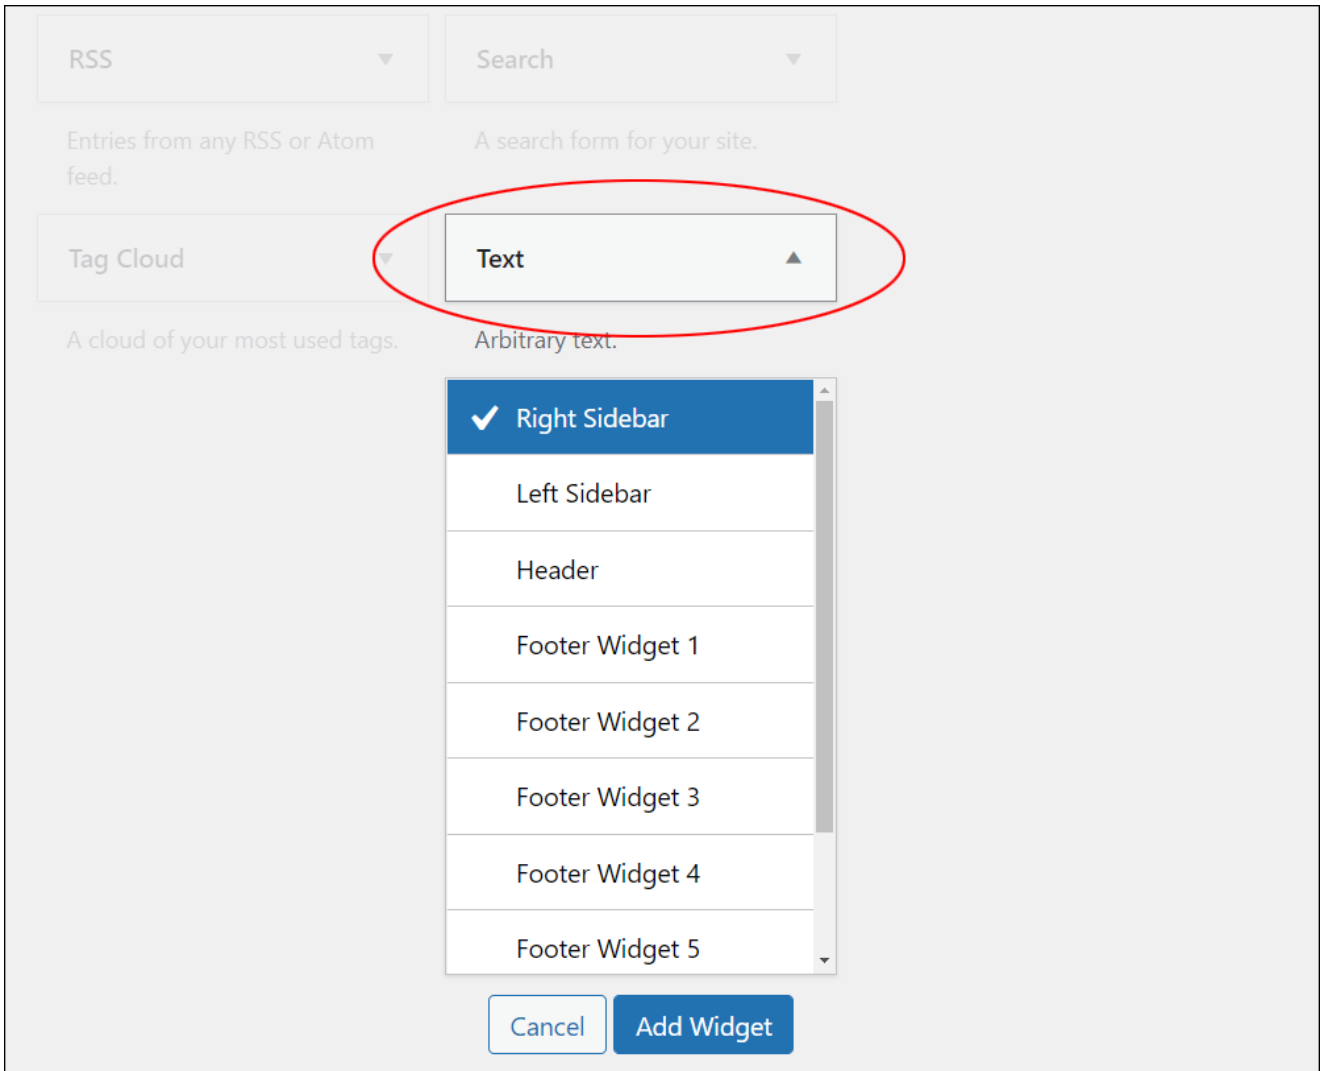 RSS
Search
Entries from any RSS or Atom
feed.
A search form for your site.
Tag Cloud
Text
A cloud of your most used tags.
Arbitrary text.
Right Sidebar
Left Sidebar
Header
Footer Widget 1
Footer Widget 2
Footer Widget 3
Footer Widget 4
Footer Widget 5
Cancel
Add Widget